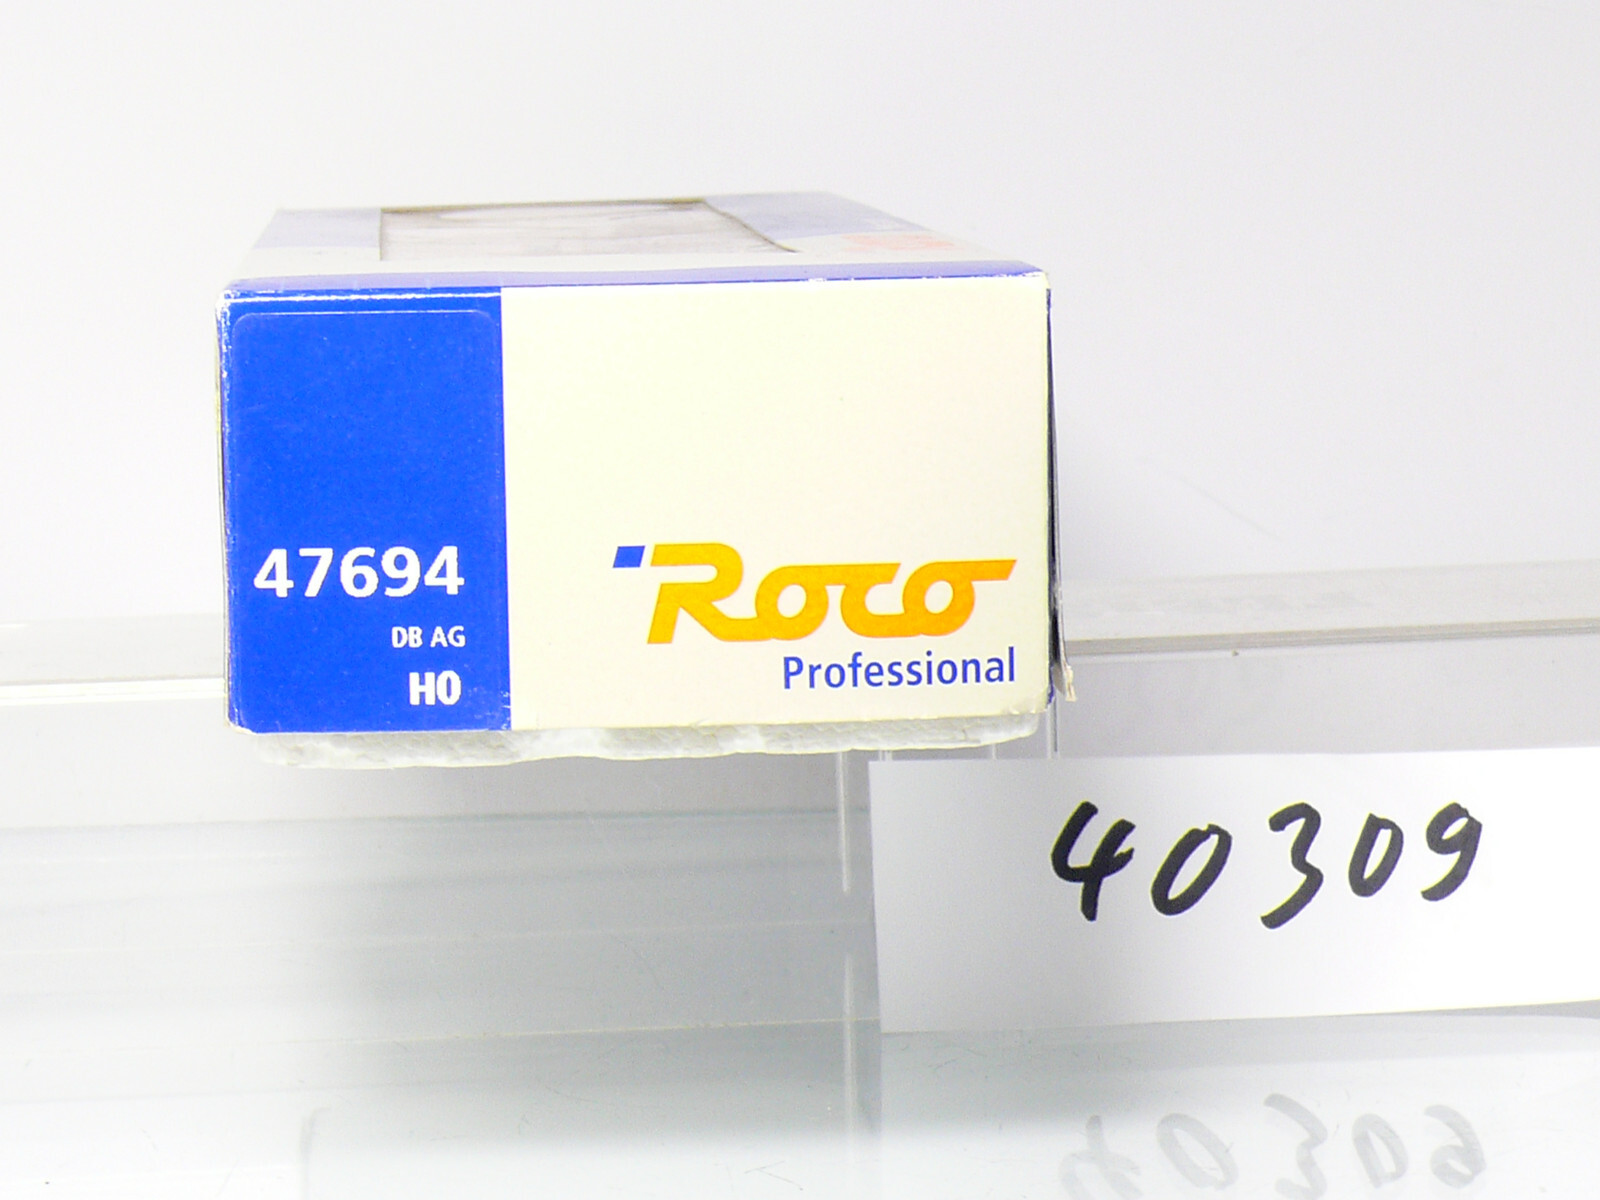 47694
DB AG
H0
Roco
Professional
40309